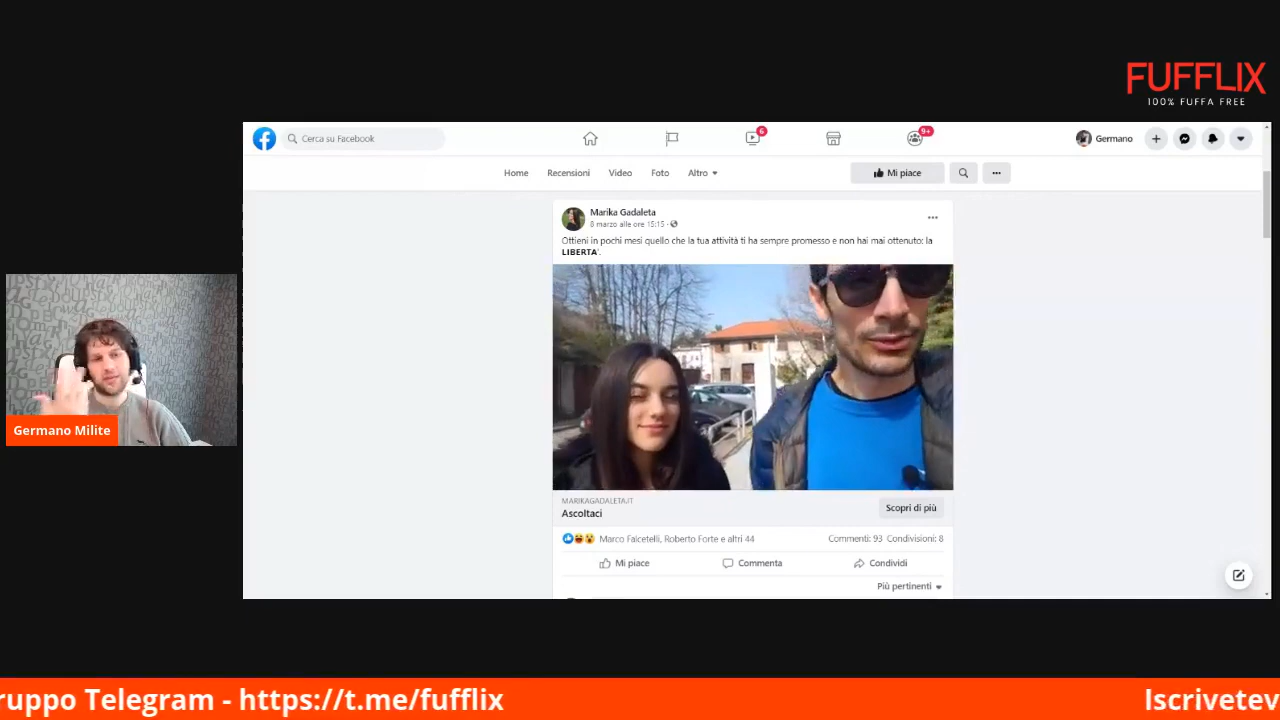 FUFFLIX
100% FUFFA FREE
Cerca su Facebook
6
9+
Germano
Home
Recensioni
Video
Foto
Altro
Mi piace
Marika Gadaleta
8 marzo alle ore 15:15
Ottieni in pochi mesi quello che la tua attività ti ha sempre promesso e non hai mai ottenuto: la
LIBERTA'.
MARIKAGADALETA.IT
Ascoltaci
Scopri di più
Marco Falcetelli, Roberto Forte e altri 44
Commenti: 93 Condivisioni: 8
Mi piace
Commenta
Condividi
Più pertinenti
Germano Milite
ruppo Telegram - https://t.me/fufflix
Iscrivetev